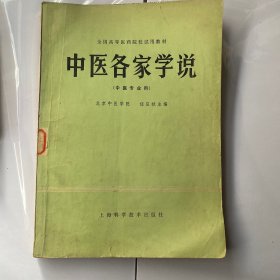 全国高等医药院校试用教材
中医各家学说
(中医专业用)
北京中医学院 任应秋主编
上海科学技术出版社